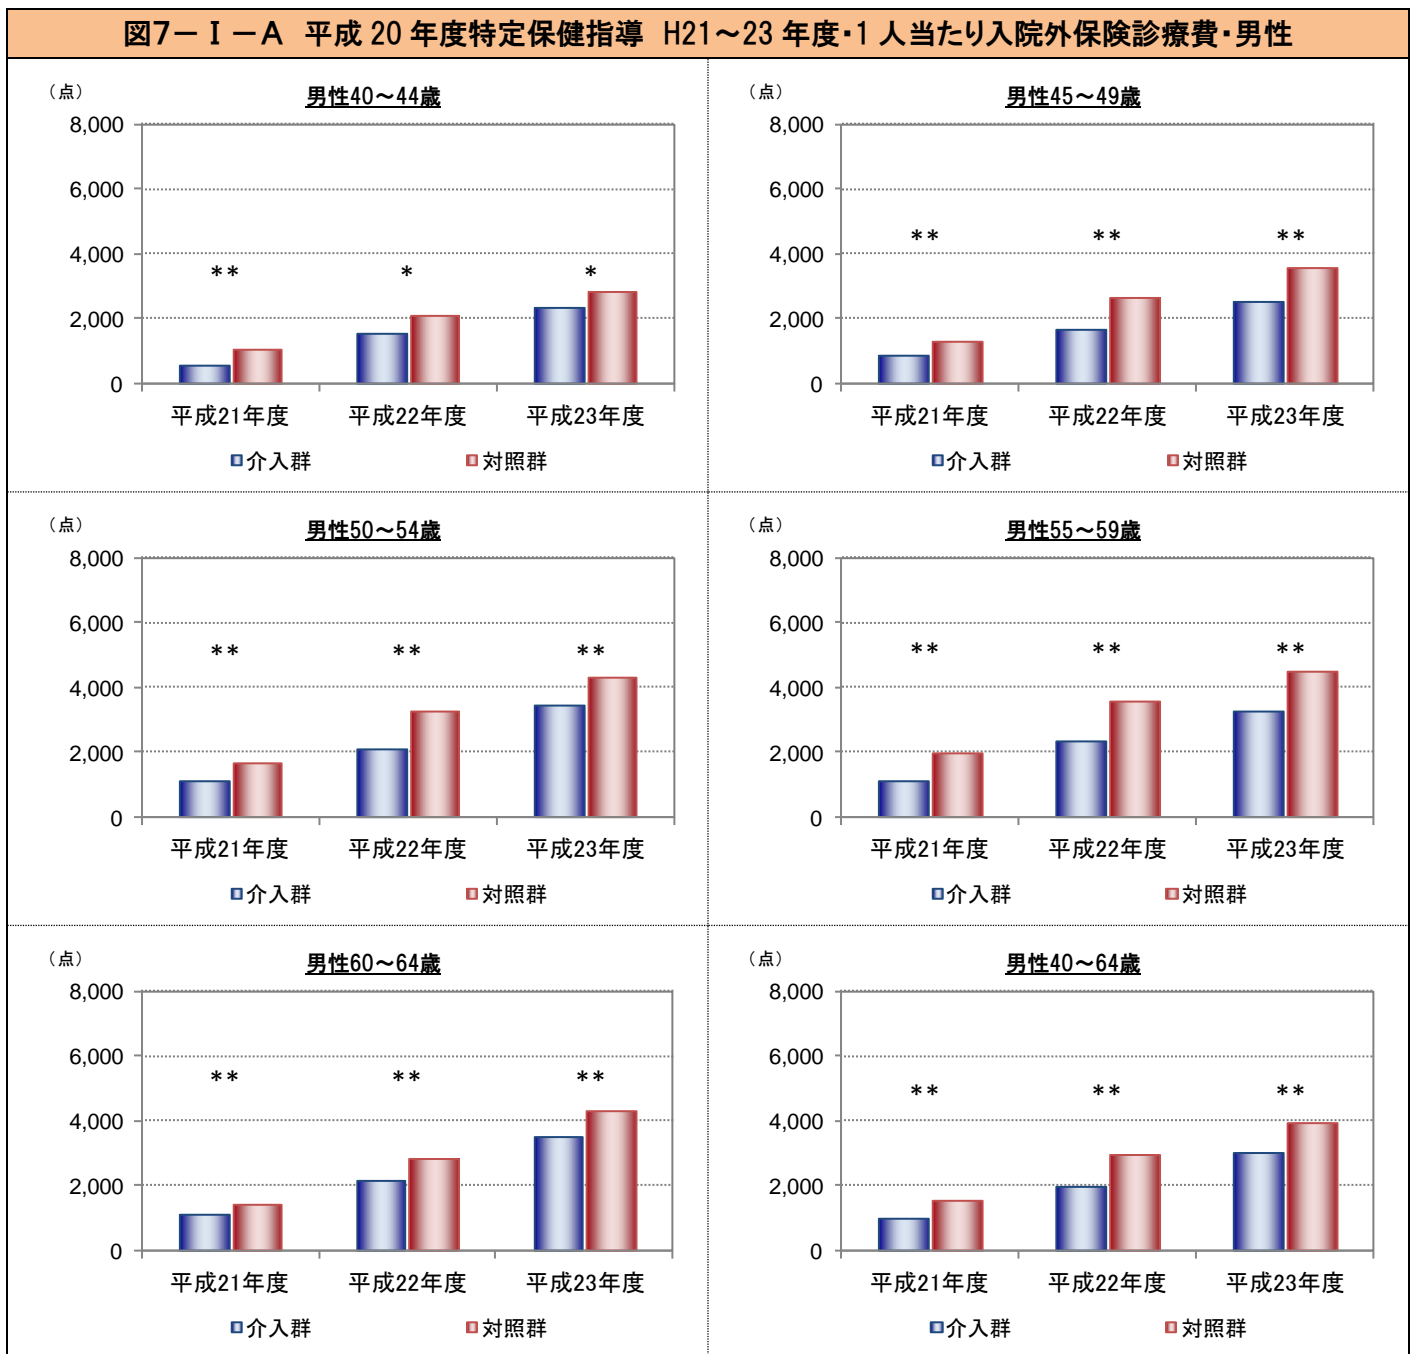 図7－Ⅰ－A 平成 20 年度特定保健指導 H21～23 年度・1 人当たり入院外保険診療費・男性
（点）
男性40～44歳
8,000
6,000
4,000
2,000
0
** * *
平成21年度 平成22年度 平成23年度
介入群 対照群
（点）
男性45～49歳
8,000
6,000
4,000
2,000
0
** ** **
平成21年度 平成22年度 平成23年度
介入群 対照群
（点）
男性50～54歳
8,000
6,000
4,000
2,000
0
** ** **
平成21年度 平成22年度 平成23年度
介入群 対照群
（点）
男性55～59歳
8,000
6,000
4,000
2,000
0
** ** **
平成21年度 平成22年度 平成23年度
介入群 対照群
（点）
男性60～64歳
8,000
6,000
4,000
2,000
0
** ** **
平成21年度 平成22年度 平成23年度
介入群 対照群
（点）
男性40～64歳
8,000
6,000
4,000
2,000
0
** ** **
平成21年度 平成22年度 平成23年度
介入群 対照群